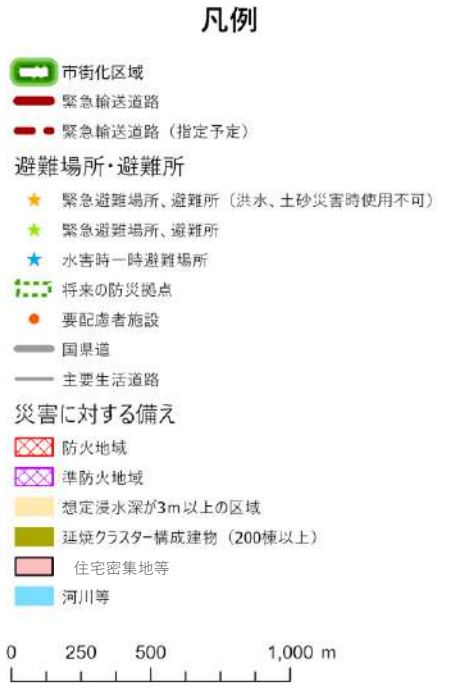 凡例
市街化区域
緊急輸送道路
緊急輸送道路（指定予定）
避難場所・避難所
緊急避難場所、避難所（洪水、土砂災害時使用不可）
緊急避難場所、避難所
水害時一時避難場所
将来の防災拠点
要配慮者施設
国県道
主要生活道路
災害に対する備え
防火地域
準防火地域
想定浸水深が3m以上の区域
延焼クラスター構成建物（200棟以上）
住宅密集地等
河川等
0 250 500 1,000 m